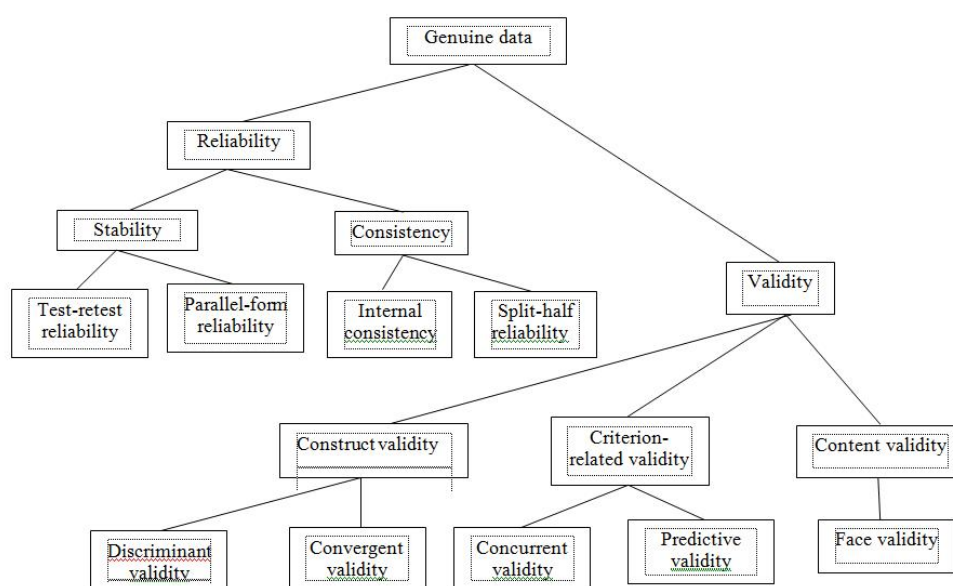 Genuine data
Reliability
Stability
Consistency
Validity
Test-retest
reliability
Parallel-form
reliability
Internal
consistency
Split-half
reliability
Construct validity
Criterion-
related validity
Content validity
Discriminant
validity
Convergent
validity
Concurrent
validity
Predictive
validity
Face validity